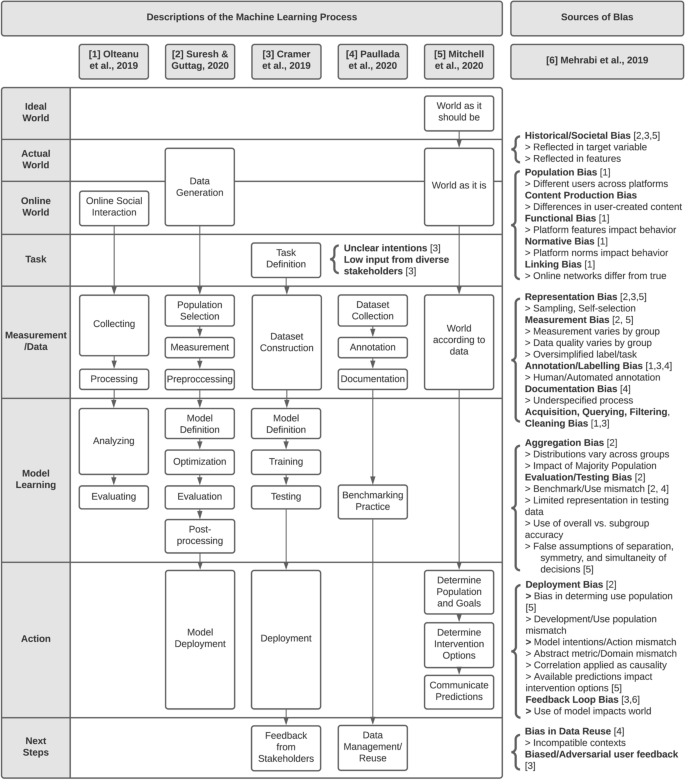 Descriptions of the Machine Learning Process
Sources of BIas
[1] Olteanu
et al., 2019
[2] Suresh &
Guttag, 2020
[3] Cramer
et al., 2019
[4] Paullada
et al., 2020
[5] Mitchell
et al., 2020
[6] Mehrabi et al., 2019
Ideal
World
World as it
should be
Actual
World
Data
Generation
World as it is
Historical/Societal Bias [2,3,5]
> Reflected in target variable
> Reflected in features
Online
World
Online Social
Interaction
Population Bias [1]
> Different users across platforms
Content Production Bias
> Differences in user-created content
Functional Bias [1]
> Platform features impact behavior
Normative Bias [1]
> Platform norms impact behavior
Linking Bias [1]
> Online networks differ from true
Task
Task
Definition
Unclear intentions [3]
Low input from diverse
stakeholders [3]
Measurement
/Data
Collecting
Processing
Population
Selection
Measurement
Preproccessing
Dataset
Construction
Dataset
Collection
Annotation
Documentation
World
according to
data
Representation Bias [2,3,5]
> Sampling, Self-selection
Measurement Bias [2, 5]
> Measurement varies by group
> Data quality varies by group
> Oversimplified label/task
Annotation/Labelling Bias [1,3,4]
> Human/Automated annotation
Documentation Bias [4]
> Underspecified process
Acquisition, Querying, Filtering,
Cleaning Bias [1,3]
Model
Learning
Analyzing
Evaluating
Model
Definition
Optimization
Evaluation
Post-
processing
Model
Definition
Training
Testing
Benchmarking
Practice
Aggregation Bias [2]
> Distributions vary across groups
> Impact of Majority Population
Evaluation/Testing Bias [2]
> Benchmark/Use mismatch [2, 4]
> Limited representation in testing
data
> Use of overall vs. subgroup
accuracy
> False assumptions of separation,
symmetry, and simultaneity of
decisions [5]
Action
Model
Deployment
Deployment
Determine
Population
and Goals
Determine
Intervention
Options
Communicate
Predictions
Deployment Bias [2]
> Bias in determing use population
[5]
> Development/Use population
mismatch
> Model intentions/Action mismatch
> Abstract metric/Domain mismatch
> Correlation applied as causality
> Available predictions impact
intervention options [5]
Feedback Loop Bias [3,6]
> Use of model impacts world
Next
Steps
Feedback
from
Stakeholders
Data
Management/
Reuse
Bias in Data Reuse [4]
> Incompatible contexts
Biased/Adversarial user feedback
[3]